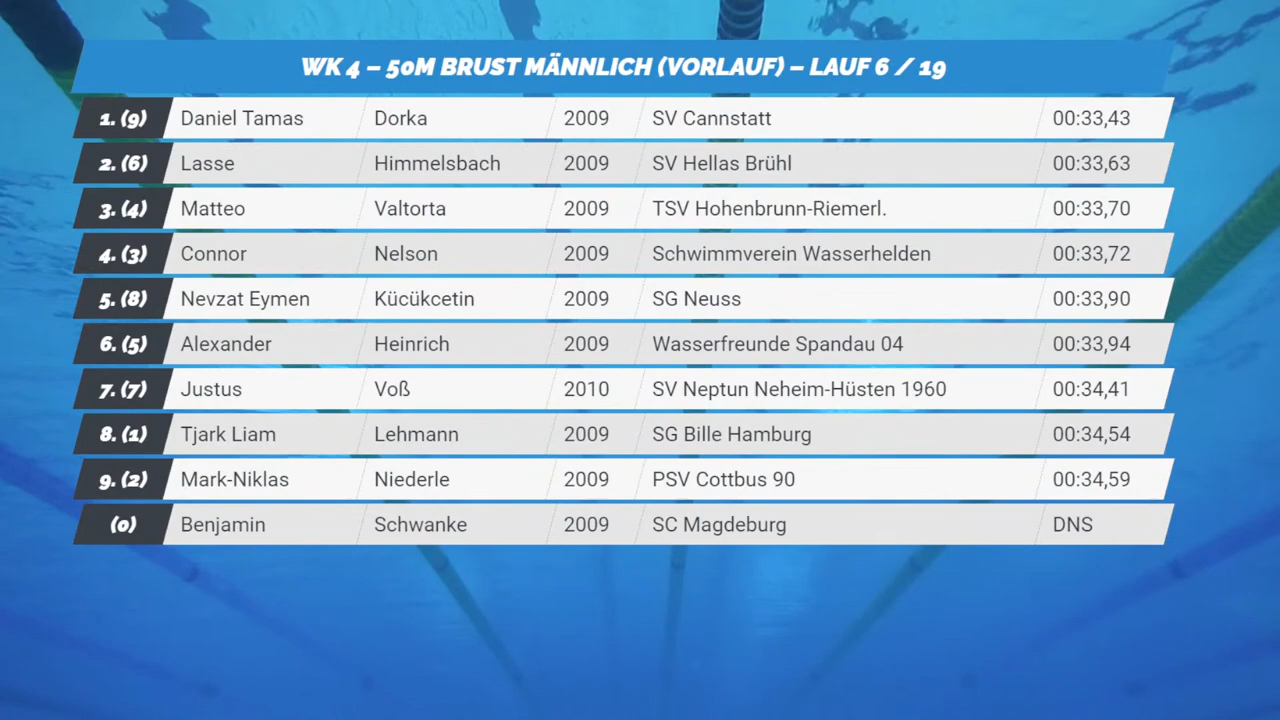 WK 4 – 50M BRUST MÄNNLICH (VORLAUF) – LAUF 6 / 19
1. (9) Daniel Tamas Dorka 2009 SV Cannstatt 00:33,43
2. (6) Lasse Himmelsbach 2009 SV Hellas Brühl 00:33,63
3. (4) Matteo Valtorta 2009 TSV Hohenbrunn-Riemerl. 00:33,70
4. (3) Connor Nelson 2009 Schwimmverein Wasserhelden 00:33,72
5. (8) Nevzat Eymen Kücükcetin 2009 SG Neuss 00:33,90
6. (5) Alexander Heinrich 2009 Wasserfreunde Spandau 04 00:33,94
7. (7) Justus Voß 2010 SV Neptun Neheim-Hüsten 1960 00:34,41
8. (1) Tjark Liam Lehmann 2009 SG Bille Hamburg 00:34,54
9. (2) Mark-Niklas Niederle 2009 PSV Cottbus 90 00:34,59
(0) Benjamin Schwanke 2009 SC Magdeburg DNS